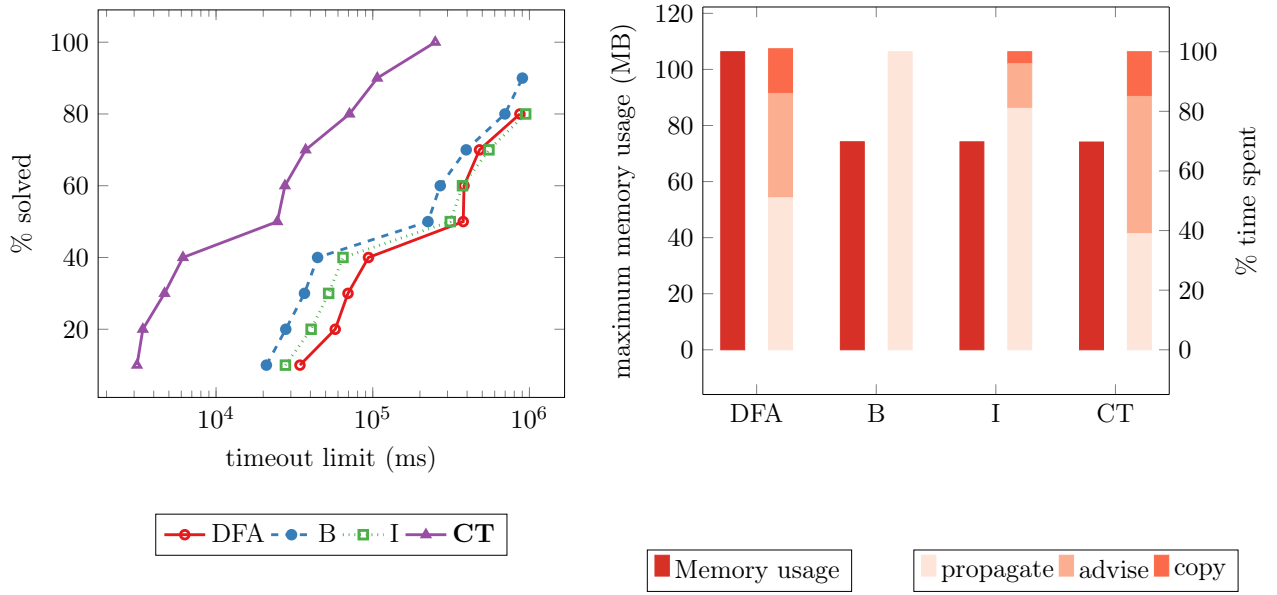 % solved
100
80
60
40
20
10^4
10^5
10^6
timeout limit (ms)
DFA B I CT
maximum memory usage (MB)
120
100
80
60
40
20
0
DFA
B
I
CT
100
80
60
40
20
0
% time spent
Memory usage
propagate advise copy